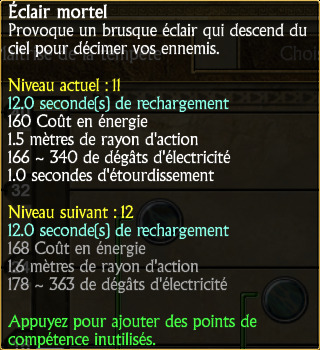 Éclair mortel
Provoque un brusque éclair qui descend du
ciel pour décimer vos ennemis.
Niveau actuel : 11
12.0 seconde(s) de rechargement
160 Coût en énergie
1.5 mètres de rayon d'action
166 ~ 340 de dégâts d'électricité
1.0 secondes d'étourdissement
32
Niveau suivant : 12
12.0 seconde(s) de rechargement
168 Coût en énergie
1.6 mètres de rayon d'action
178 ~ 363 de dégâts d'électricité
Appuyez pour ajouter des points de
compétence inutilisés.